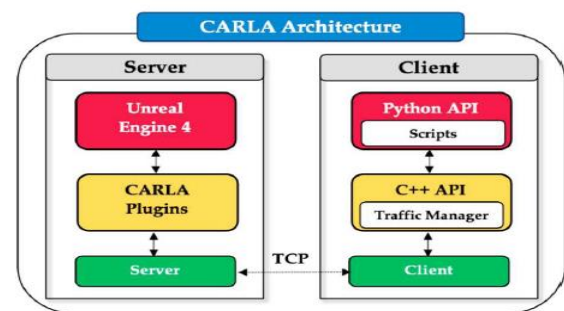 CARLA Architecture
Server
Unreal
Engine 4
CARLA
Plugins
Server
TCP
Client
Python API
Scripts
C++ API
Traffic Manager
Client